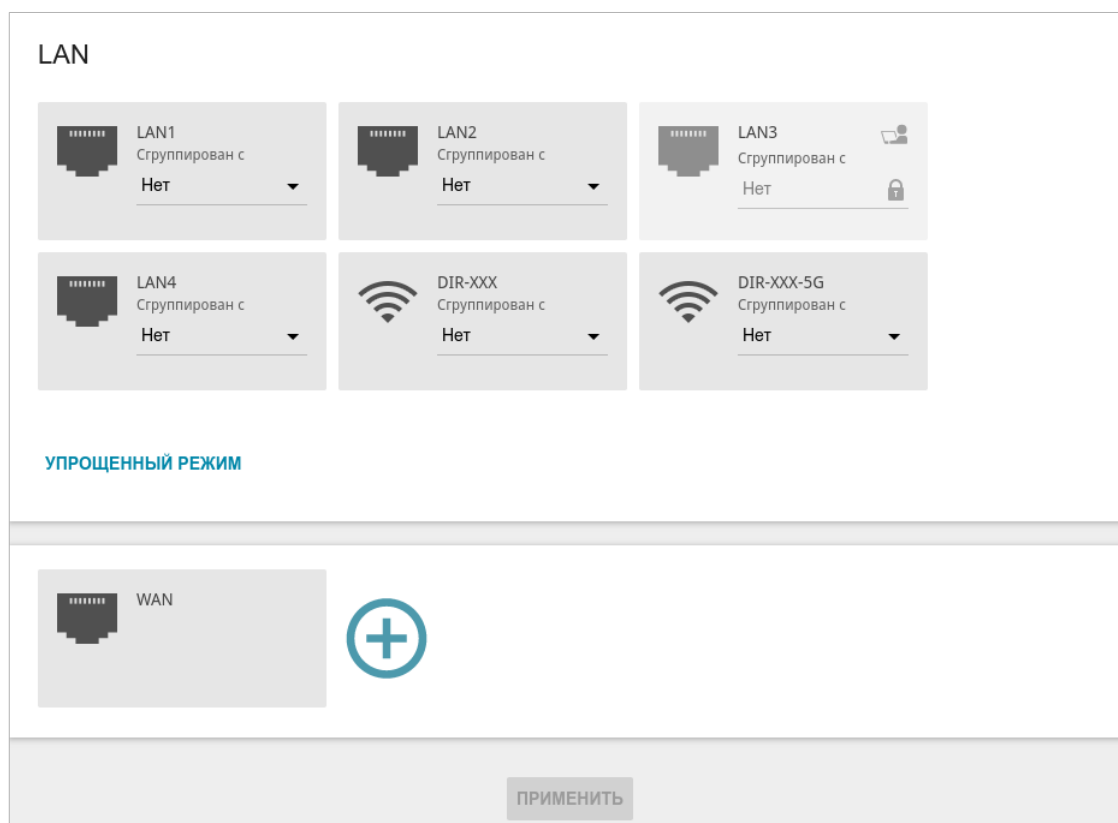 LAN
LAN1
Сгруппирован с
Нет
LAN2
Сгруппирован с
Нет
LAN3
Сгруппирован с
Нет
LAN4
Сгруппирован с
Нет
DIR-XXX
Сгруппирован с
Нет
DIR-XXX-5G
Сгруппирован с
Нет
УПРОЩЕННЫЙ РЕЖИМ
WAN
ПРИМЕНИТЬ